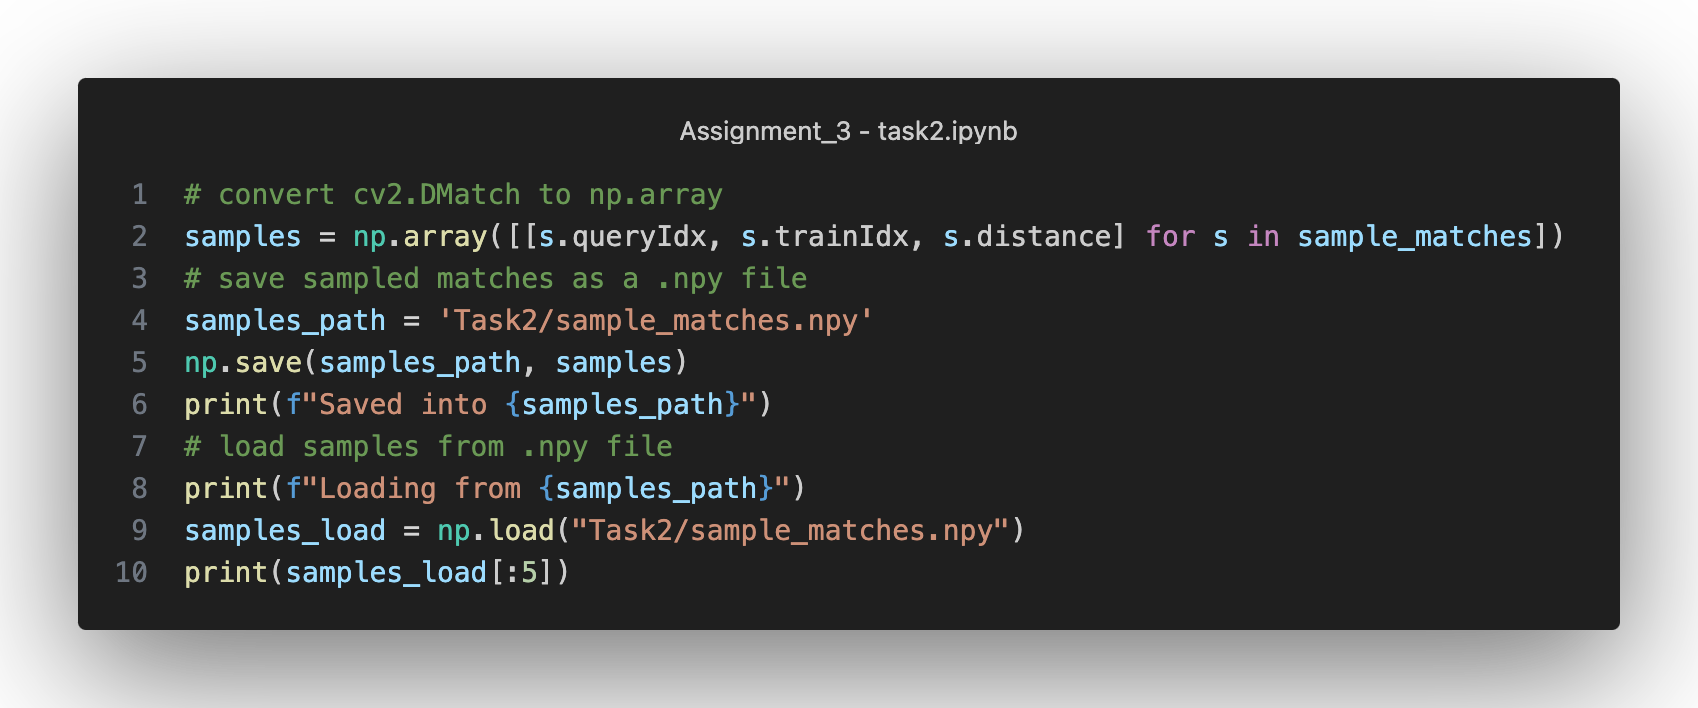 Assignment_3 - task2.ipynb
1 # convert cv2.DMatch to np.array
2 samples = np.array([[s.queryIdx, s.trainIdx, s.distance] for s in sample_matches])
3 # save sampled matches as a .npy file
4 samples_path = 'Task2/sample_matches.npy'
5 np.save(samples_path, samples)
6 print(f"Saved into {samples_path}")
7 # load samples from .npy file
8 print(f"Loading from {samples_path}")
9 samples_load = np.load("Task2/sample_matches.npy")
10 print(samples_load[:5])